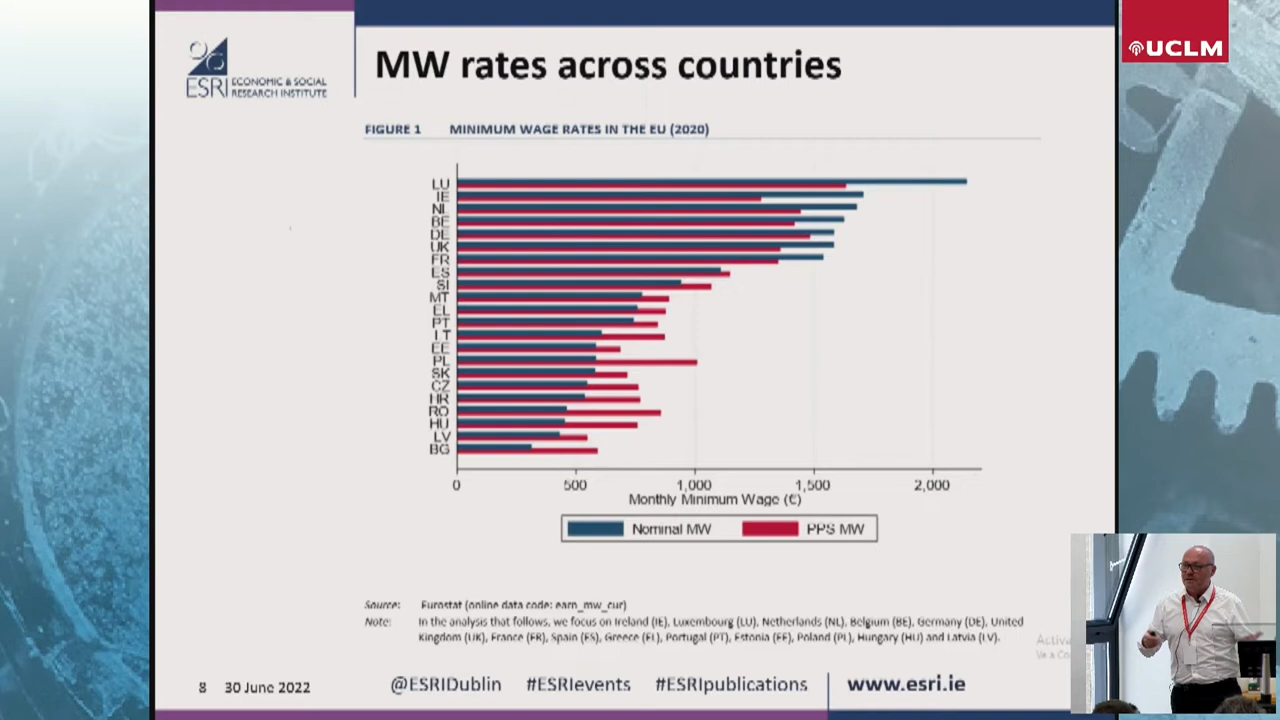 UCLM
ESRI
ECONOMIC & SOCIAL
RESEARCH INSTITUTE
MW rates across countries
FIGURE 1 MINIMUM WAGE RATES IN THE EU (2020)
LU
IE
NL
BE
DE
UK
FR
ES
SI
MT
EL
PT
LT
EE
PL
SK
CZ
HR
RO
HU
LV
BG
0 500 1,000 1,500 2,000
Monthly Minimum Wage (€)
Nominal MW PPS MW
Source: Eurostat (online data code: earn_mw_cur)
Note: In the analysis that follows, we focus on Ireland (IE), Luxembourg (LU), Netherlands (NL), Belgium (BE), Germany (DE), United
Kingdom (UK), France (FR), Spain (ES), Greece (EL), Portugal (PT), Estonia (EE), Poland (PL), Hungary (HU) and Latvia (LV).
8 30 June 2022
@ESRIDublin #ESRIevents #ESRIpublications www.esri.ie